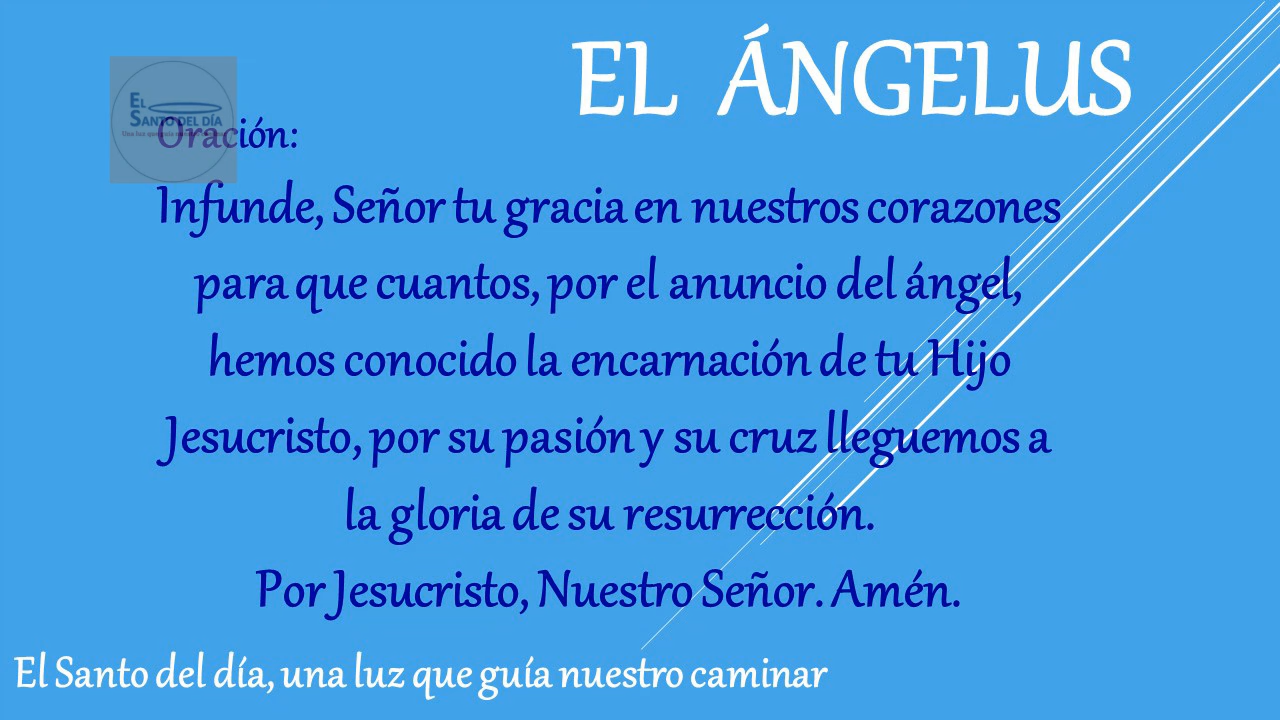 EL ÁNGELUS
EL
SANTO DEL DÍA
Oración:
Infunde, Señor tu gracia en nuestros corazones
para que cuantos, por el anuncio del ángel,
hemos conocido la encarnación de tu Hijo
Jesucristo, por su pasión y su cruz lleguemos a
la gloria de su resurrección.
Por Jesucristo, Nuestro Señor. Amén.
El Santo del día, una luz que guía nuestro caminar